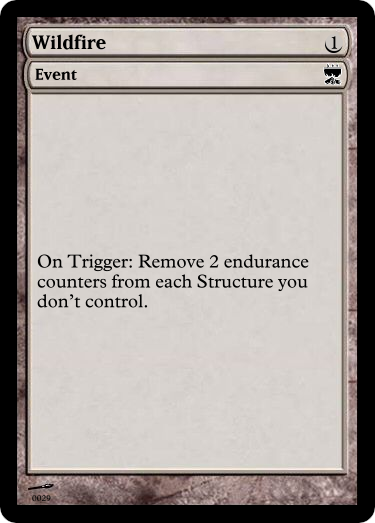 Wildfire 1
Event
On Trigger: Remove 2 endurance
counters from each Structure you
don't control.
0029